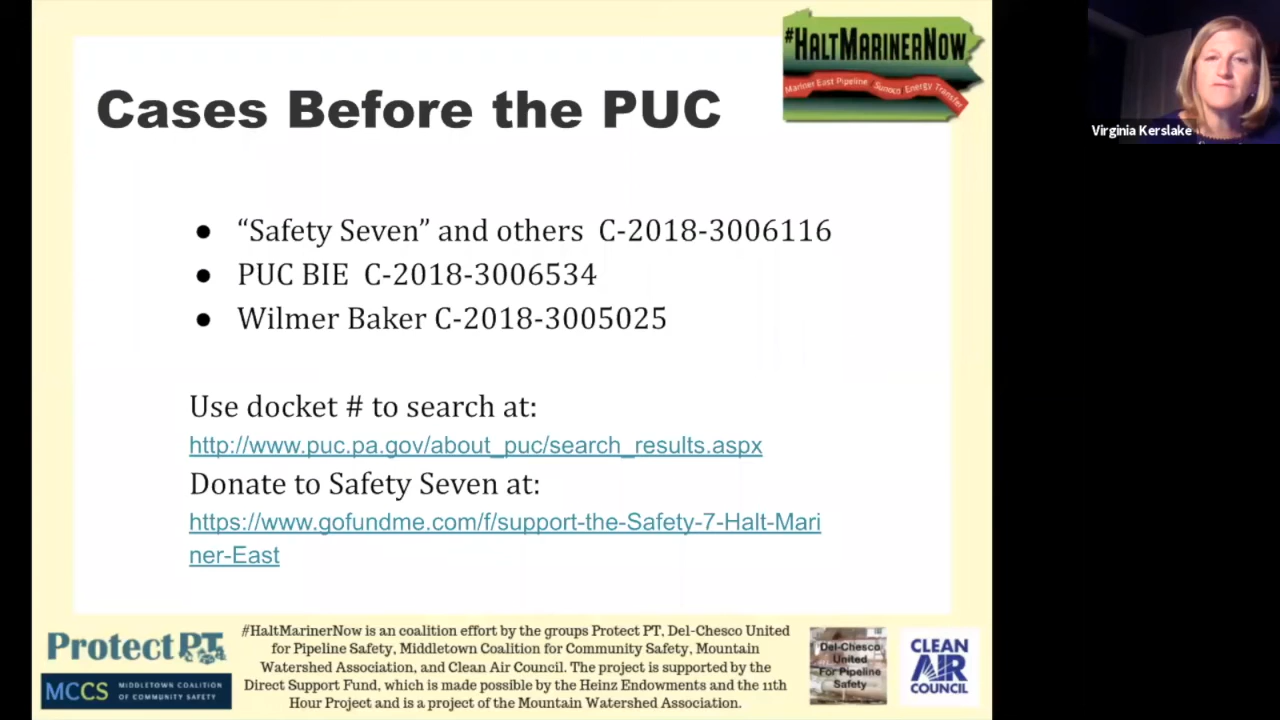 #HALTMARINERNOW
Mariner East Pipeline Sunoco Energy Transfer
Virginia Kerslake
Cases Before the PUC
● “Safety Seven” and others C-2018-3006116
● PUC BIE C-2018-3006534
● Wilmer Baker C-2018-3005025
Use docket # to search at:
http://www.puc.pa.gov/about_puc/search_results.aspx
Donate to Safety Seven at:
https://www.gofundme.com/f/support-the-Safety-7-Halt-Mari
ner-East
Protect PT
MCCS MIDDLETOWN COALITION
OF COMMUNITY SAFETY
#HaltMarinerNow is an coalition effort by the groups Protect PT, Del-Chesco United
for Pipeline Safety, Middletown Coalition for Community Safety, Mountain
Watershed Association, and Clean Air Council. The project is supported by the
Direct Support Fund, which is made possible by the Heinz Endowments and the 11th
Hour Project and is a project of the Mountain Watershed Association.
Del-Chesco
United
For Pipeline
Safety
CLEAN
AIR
COUNCIL